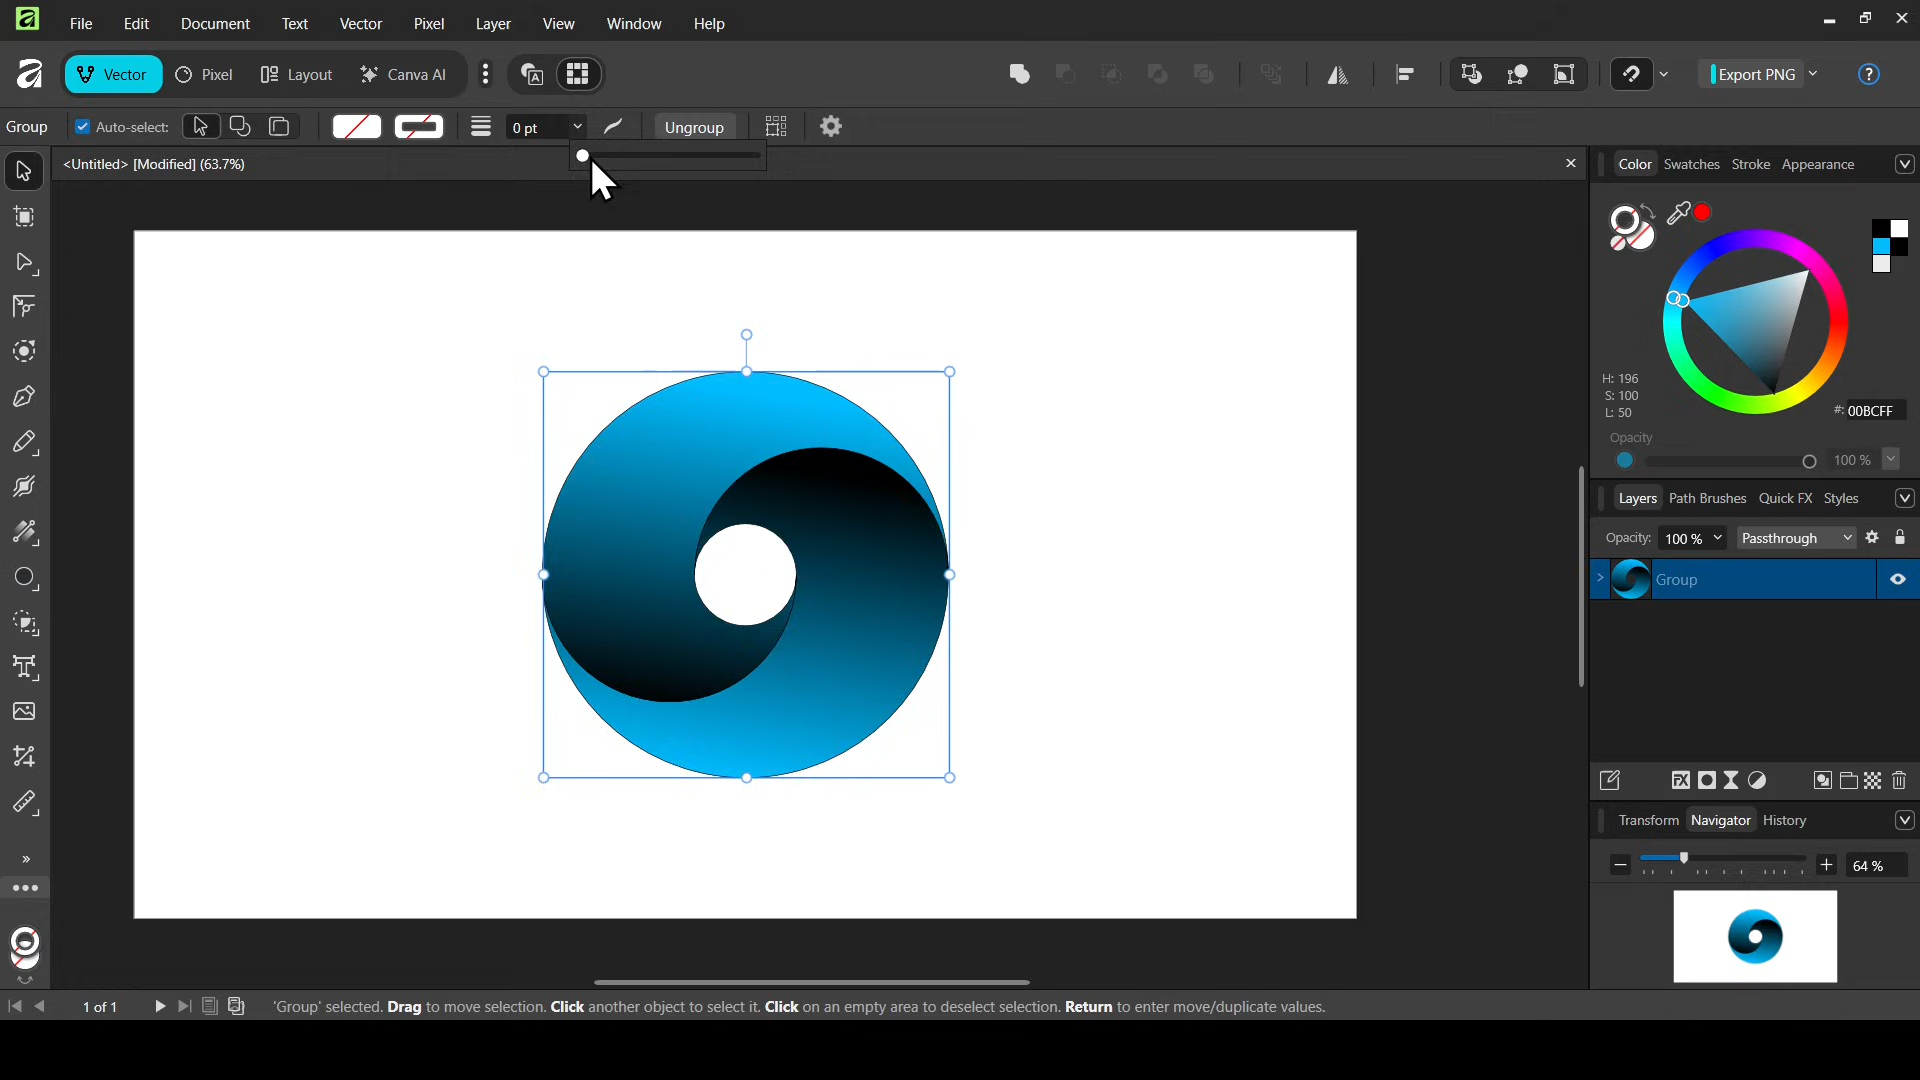 File Edit Document Text Vector Pixel Layer View Window Help
Vector Pixel Layout Canva AI Export PNG
Group Auto-select: 0 pt Ungroup
<Untitled> [Modified] (63.7%)
Color Swatches Stroke Appearance
H: 196
S: 100
L: 50
#: 00BCFF
Opacity
100 %
Layers Path Brushes Quick FX Styles
Opacity: 100 % Passthrough
Group
Transform Navigator History
64 %
1 of 1 'Group' selected. Drag to move selection. Click another object to select it. Click on an empty area to deselect selection. Return to enter move/duplicate values.